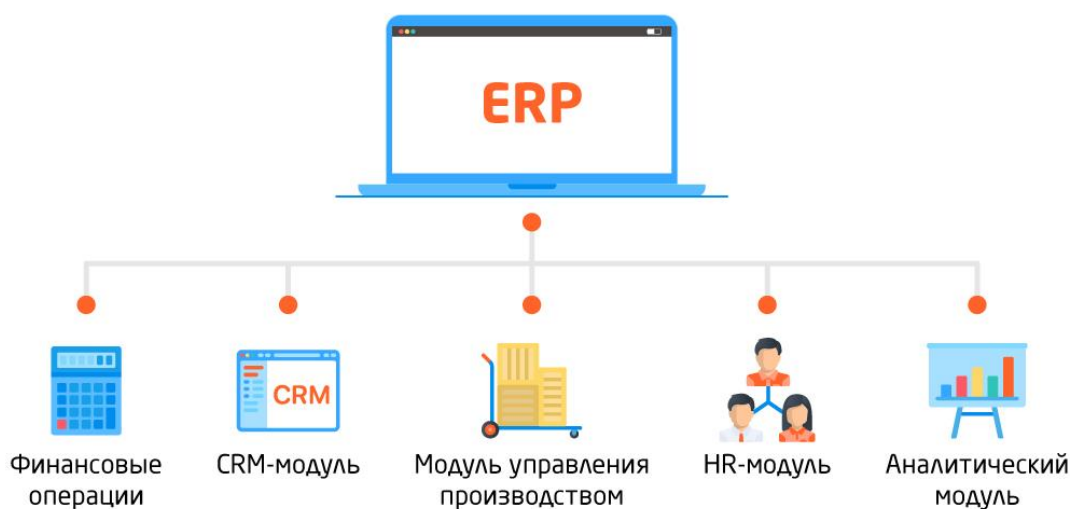 ERP
CRM
Финансовые
операции
CRM-модуль
Модуль управления
производством
HR-модуль
Аналитический
модуль